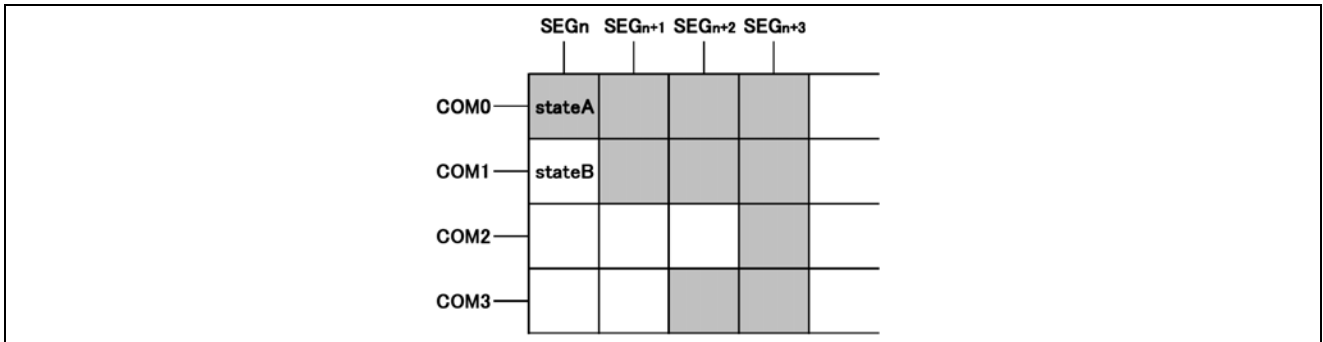 SEGn SEGn+1 SEGn+2 SEGn+3
COM0 stateA
COM1 stateB
COM2
COM3